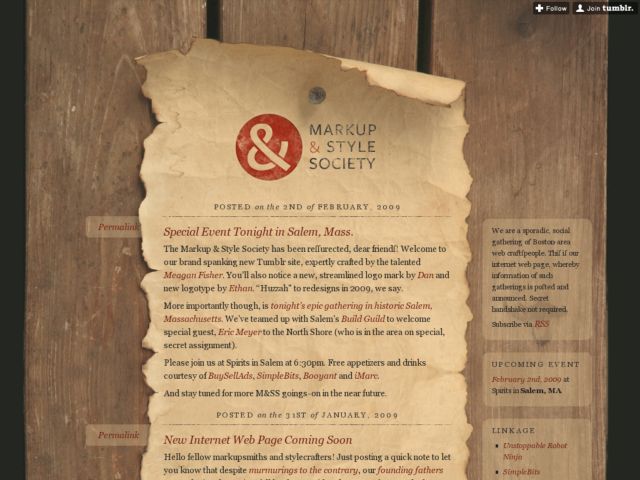 Follow
Join tumblr.
MARKUP
& STYLE
SOCIETY
&
POSTED on the 2ND of FEBRUARY, 2009
Permalink
Special Event Tonight in Salem, Mass.
The Markup & Style Society has been reſſurected, dear friendſ! Welcome to
our brand spanking new Tumblr site, expertly crafted by the talented
Meagan Fisher. You'll also notice a new, streamlined logo mark by Dan and
new logotype by Ethan. “Huzzah” to redesigns in 2009, we say.
More importantly though, is tonight's epic gathering in historic Salem,
Massachusetts. We've teamed up with Salem's Build Guild to welcome
special guest, Eric Meyer to the North Shore (who is in the area on special,
secret assignment).
Please join us at Spirits in Salem at 6:30pm. Free appetizers and drinks
courtesy of BuySellAds, SimpleBits, Booyant and iMarc.
And stay tuned for more M&SS goings-on in the near future.
POSTED on the 31ST of JANUARY, 2009
Permalink
New Internet Web Page Coming Soon
Hello fellow markupsmiths and stylecrafters! Just posting a quick note to let
you know that despite murmurings to the contrary, our founding fathers
We are a sporadic, social
gathering of Boston-area
web craftſpeople. Thiſ iſ our
internet web page, whereby
information of such
gatherings is poſted and
announced. Secret
handshake not required.
Subscribe via RSS
UPCOMING EVENT
February 2nd, 2009 at
Spirits in Salem, MA
LINKAGE
Unstoppable Robot
Ninja
SimpleBits